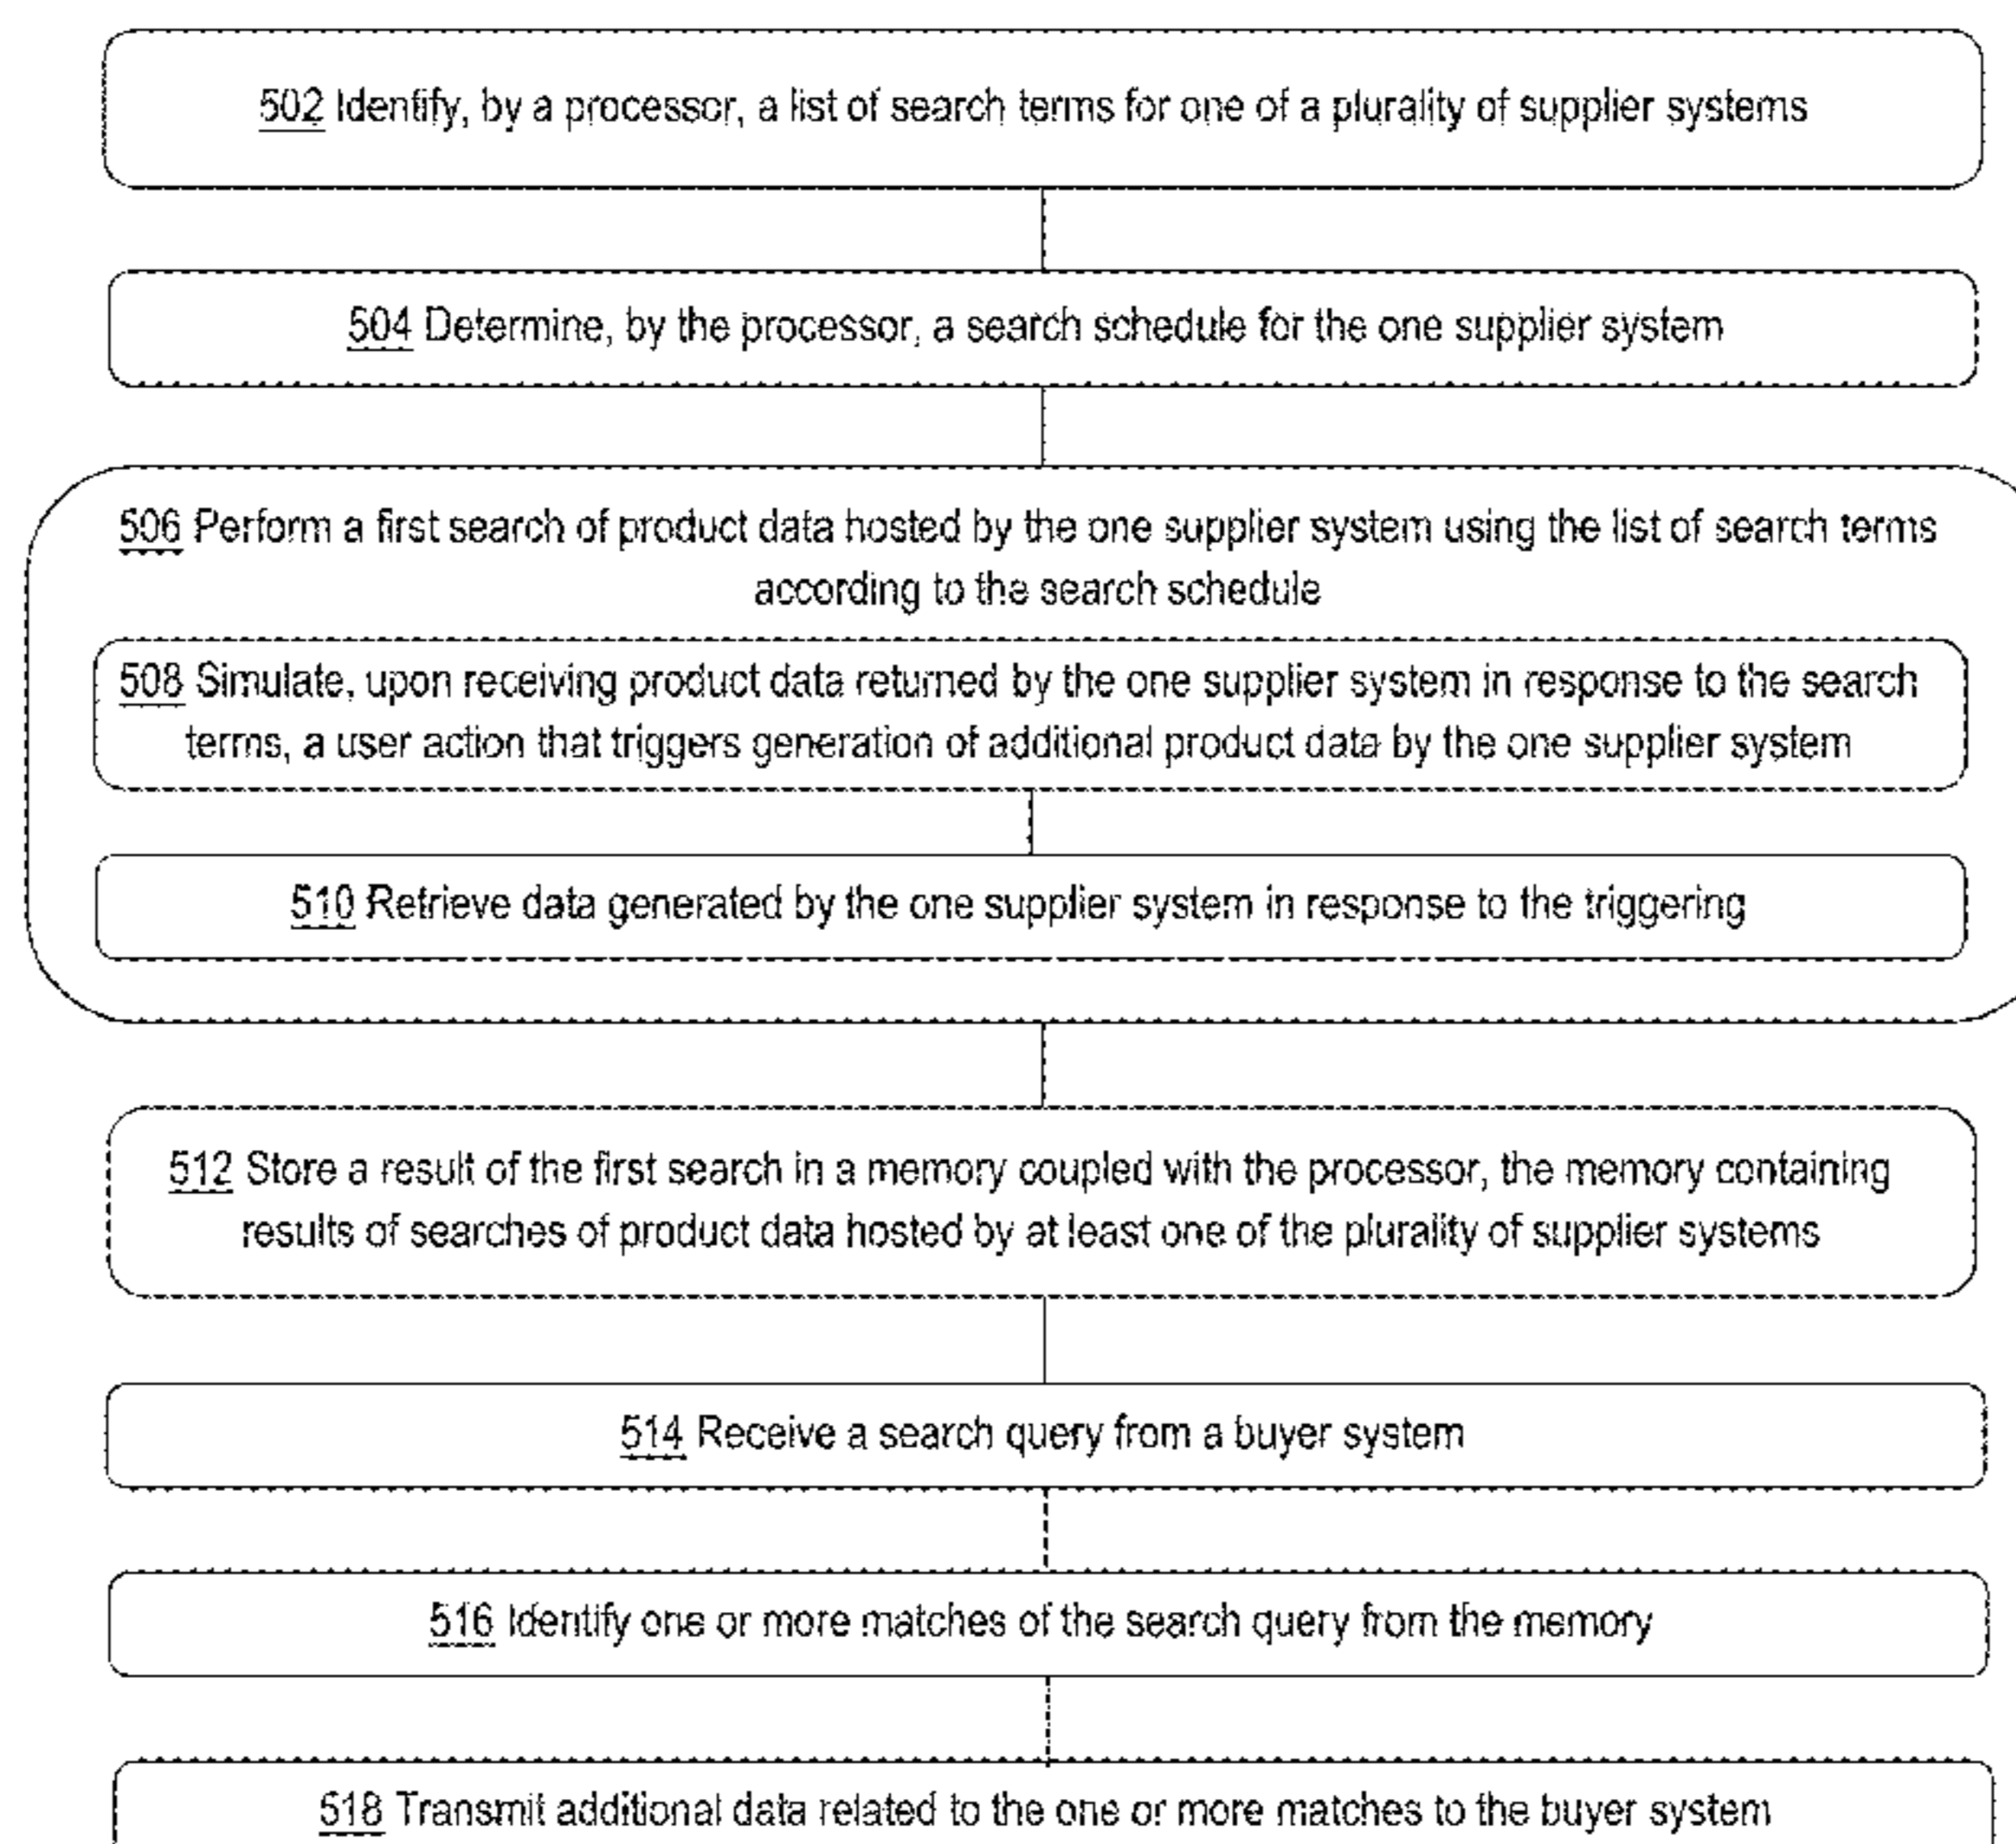 502 Identify, by a processor, a list of search terms for one of a plurality of supplier systems
504 Determine, by the processor, a search schedule for the one supplier system
506 Perform a first search of product data hosted by the one supplier system using the list of search terms
according to the search schedule
508 Simulate, upon receiving product data returned by the one supplier system in response to the search
terms, a user action that triggers generation of additional product data by the one supplier system
510 Retrieve data generated by the one supplier system in response to the triggering
512 Store a result of the first search in a memory coupled with the processor, the memory containing
results of searches of product data hosted by at least one of the plurality of supplier systems
514 Receive a search query from a buyer system
516 Identify one or more matches of the search query from the memory
518 Transmit additional data related to the one or more matches to the buyer system